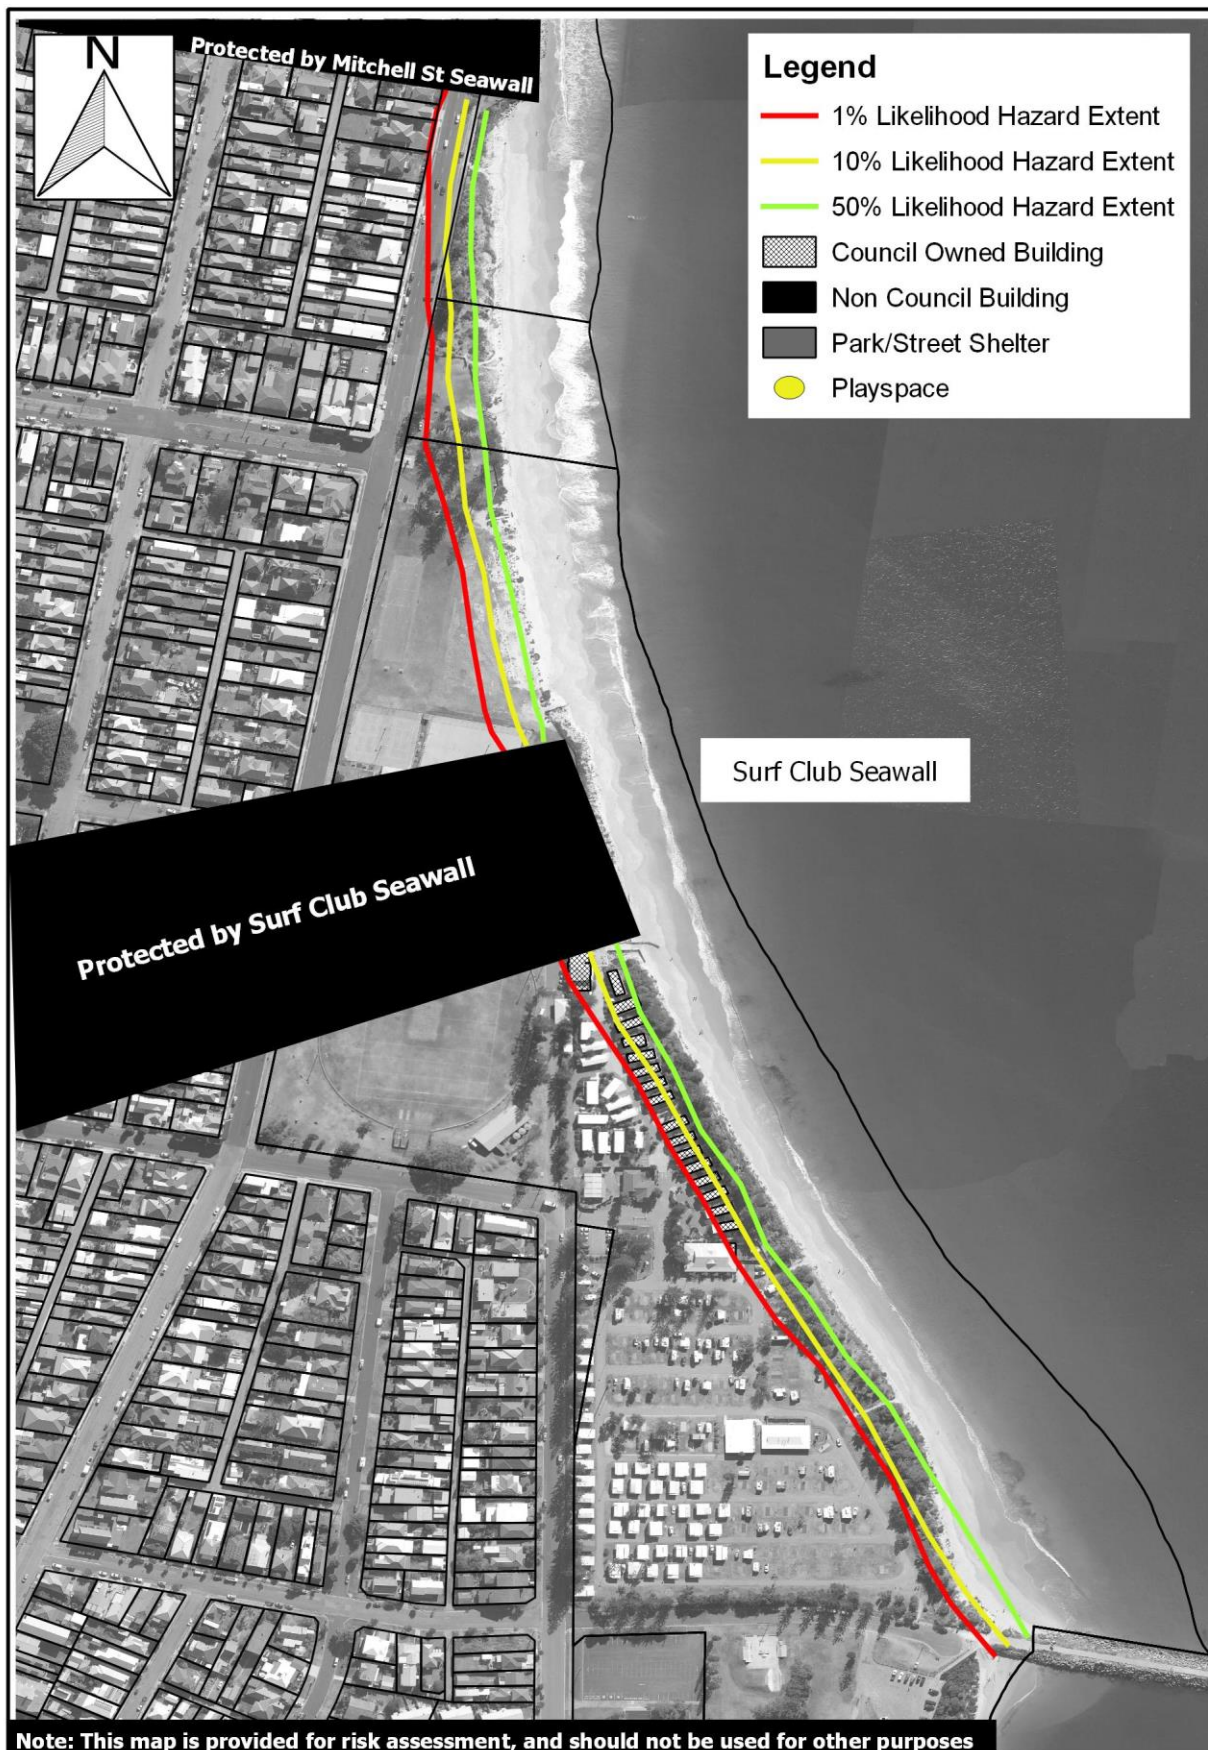 Protected by Mitchell St Seawall
N
Legend
1% Likelihood Hazard Extent
10% Likelihood Hazard Extent
50% Likelihood Hazard Extent
Council Owned Building
Non Council Building
Park/Street Shelter
Playspace
Surf Club Seawall
Protected by Surf Club Seawall
Note: This map is provided for risk assessment, and should not be used for other purposes